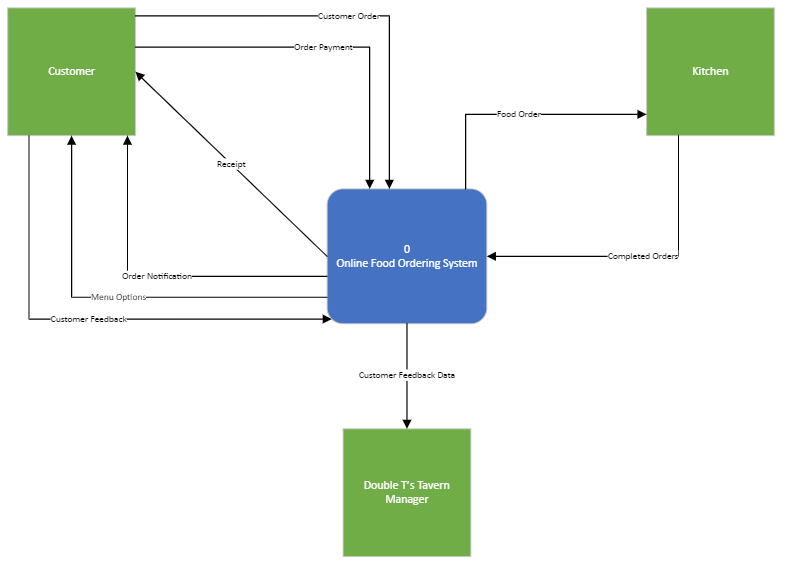 Customer Order
Order Payment
Customer
Kitchen
Food Order
Receipt
0
Online Food Ordering System
Completed Orders
Order Notification
Menu Options
Customer Feedback
Customer Feedback Data
Double T's Tavern
Manager